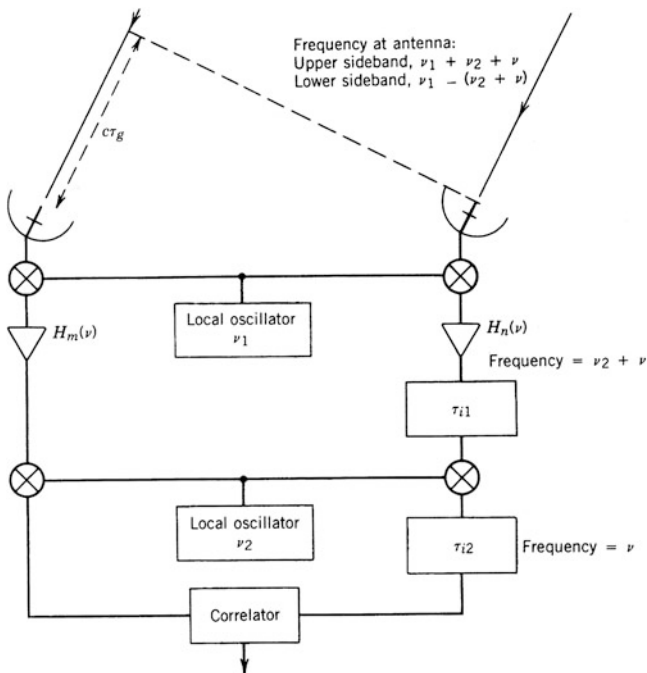 Frequency at antenna:
Upper sideband, ν₁ + ν₂ + ν
Lower sideband, ν₁ − (ν₂ + ν)
cτg
Local oscillator
ν₁
Hm(ν)
Hn(ν)
Frequency = ν₂ + ν
τi1
Local oscillator
ν₂
τi2
Frequency = ν
Correlator